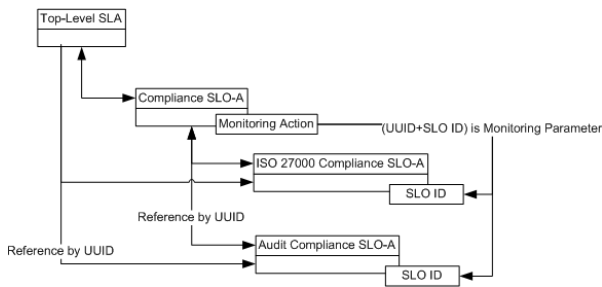 Top-Level SLA
Compliance SLO-A
Monitoring Action
(UUID+SLO ID) is Monitoring Parameter
ISO 27000 Compliance SLO-A
SLO ID
Reference by UUID
Audit Compliance SLO-A
Reference by UUID
SLO ID